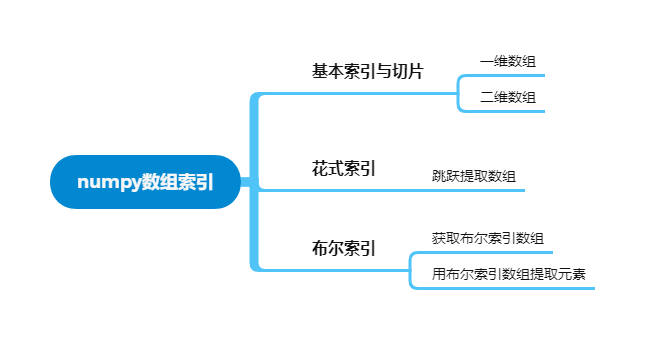 numpy数组索引
基本索引与切片
一维数组
二维数组
花式索引
跳跃提取数组
布尔索引
获取布尔索引数组
用布尔索引数组提取元素